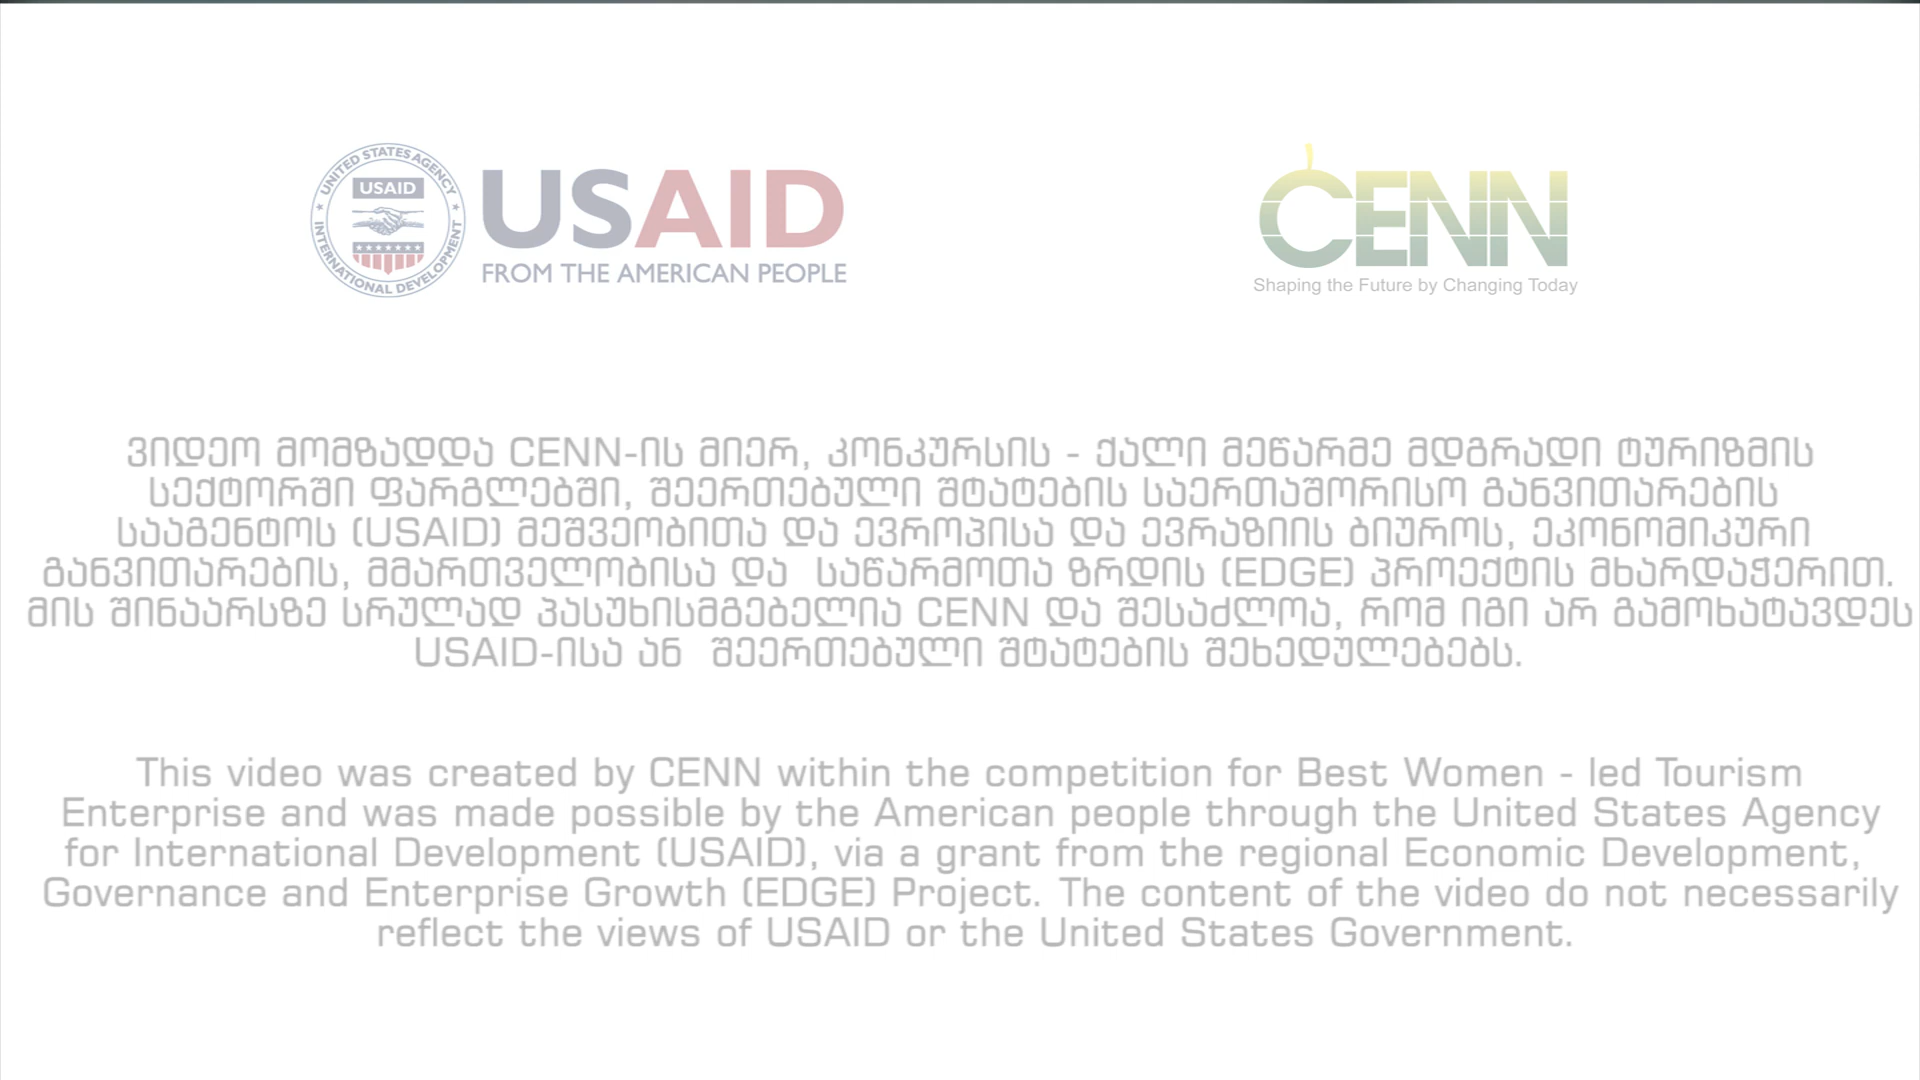 UNITED STATES AGENCY
USAID
INTERNATIONAL DEVELOPMENT
USAID
FROM THE AMERICAN PEOPLE
CENN
Shaping the Future by Changing Today
ვიდეო მომზადდა CENN-ის მიერ, კონკურსის - ქალი მეწარმე მდგრადი ტურიზმის
სექტორში ფარგლებში, შეერთებული შტატების საერთაშორისო განვითარების
სააგენტოს (USAID) მეშვეობითა და ევროპისა და ევრაზიის ბიუროს, ეკონომიკური
განვითარების, მმართველობისა და საწარმოთა ზრდის (EDGE) პროექტის მხარდაჭერით.
მის შინაარსზე სრულად პასუხისმგებელია CENN და შესაძლოა, რომ იგი არ გამოხატავდეს
USAID-ისა ან შეერთებული შტატების შეხედულებებს.
This video was created by CENN within the competition for Best Women - led Tourism
Enterprise and was made possible by the American people through the United States Agency
for International Development (USAID), via a grant from the regional Economic Development,
Governance and Enterprise Growth (EDGE) Project. The content of the video do not necessarily
reflect the views of USAID or the United States Government.